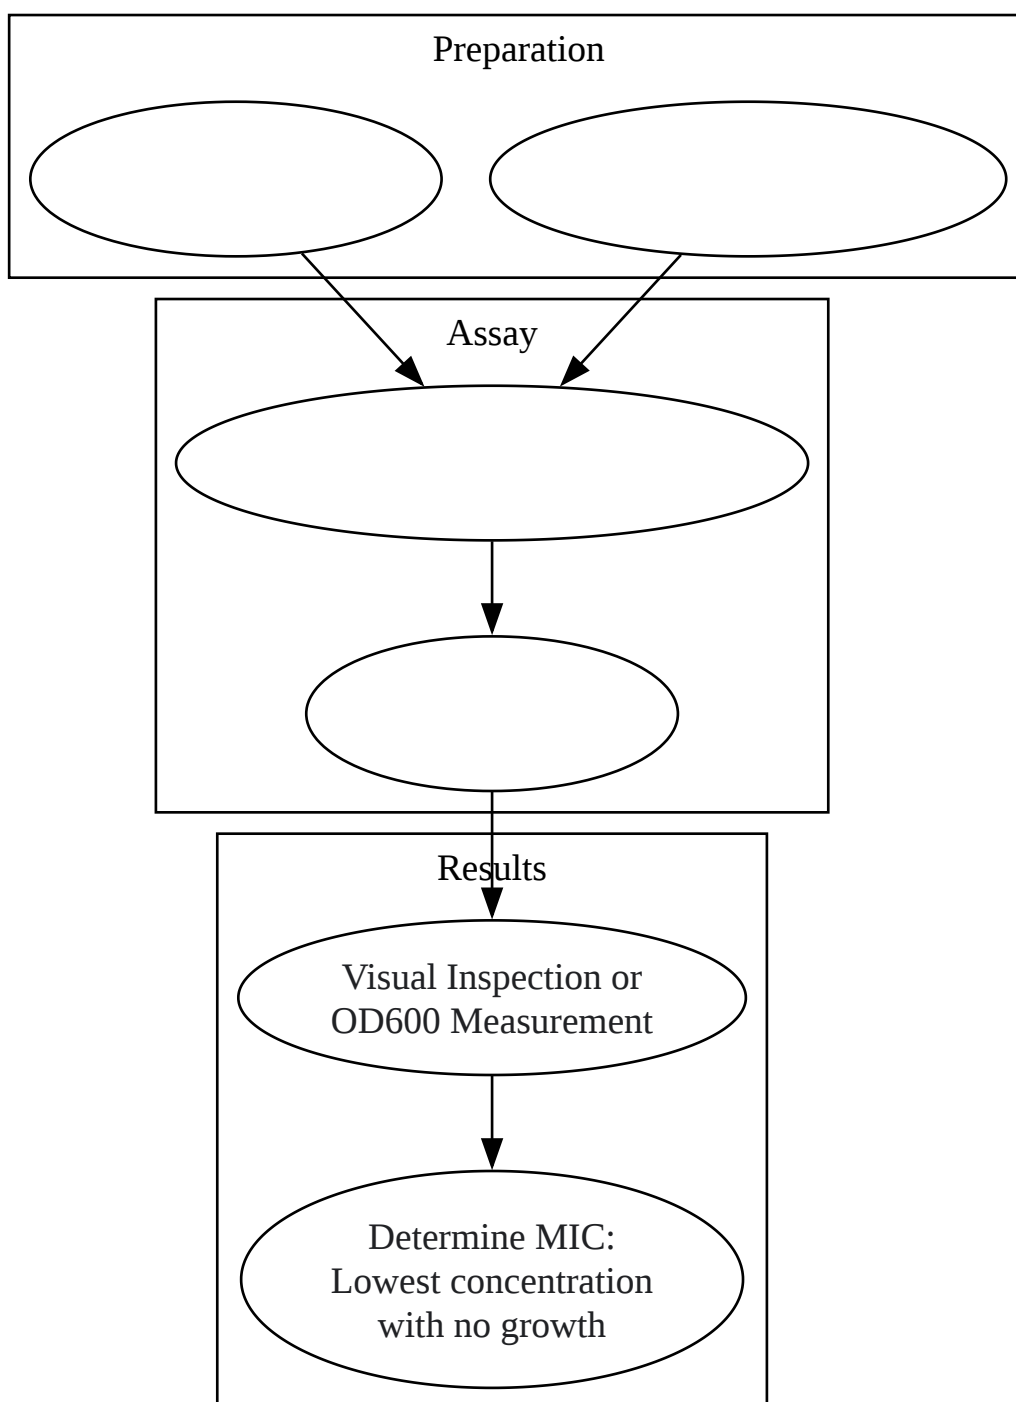 Preparation
Assay
Results
Visual Inspection or
OD600 Measurement
Determine MIC:
Lowest concentration
with no growth